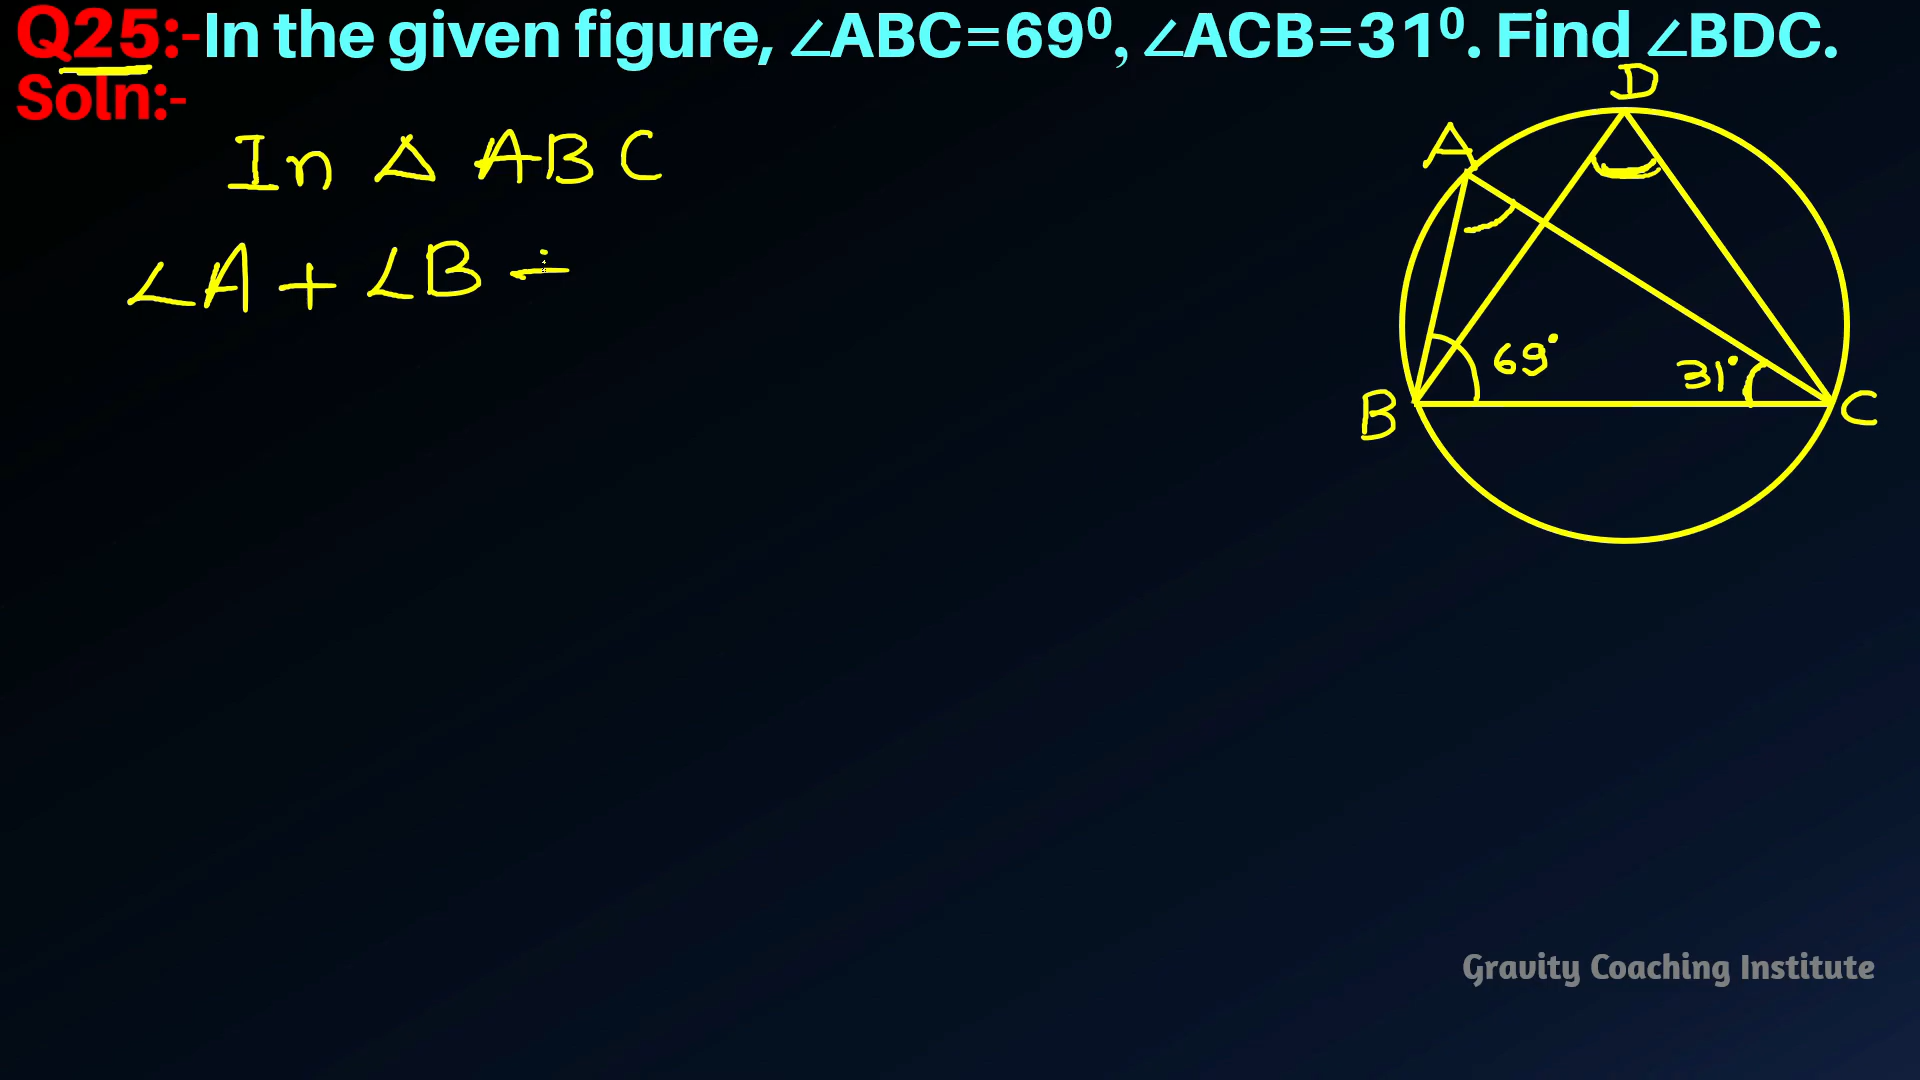 Q25:-In the given figure, ∠ABC=69⁰, ∠ACB=31⁰. Find ∠BDC.
Soln:-
In △ ABC
∠A + ∠B +
D
A
69°
31°
B
C
Gravity Coaching Institute